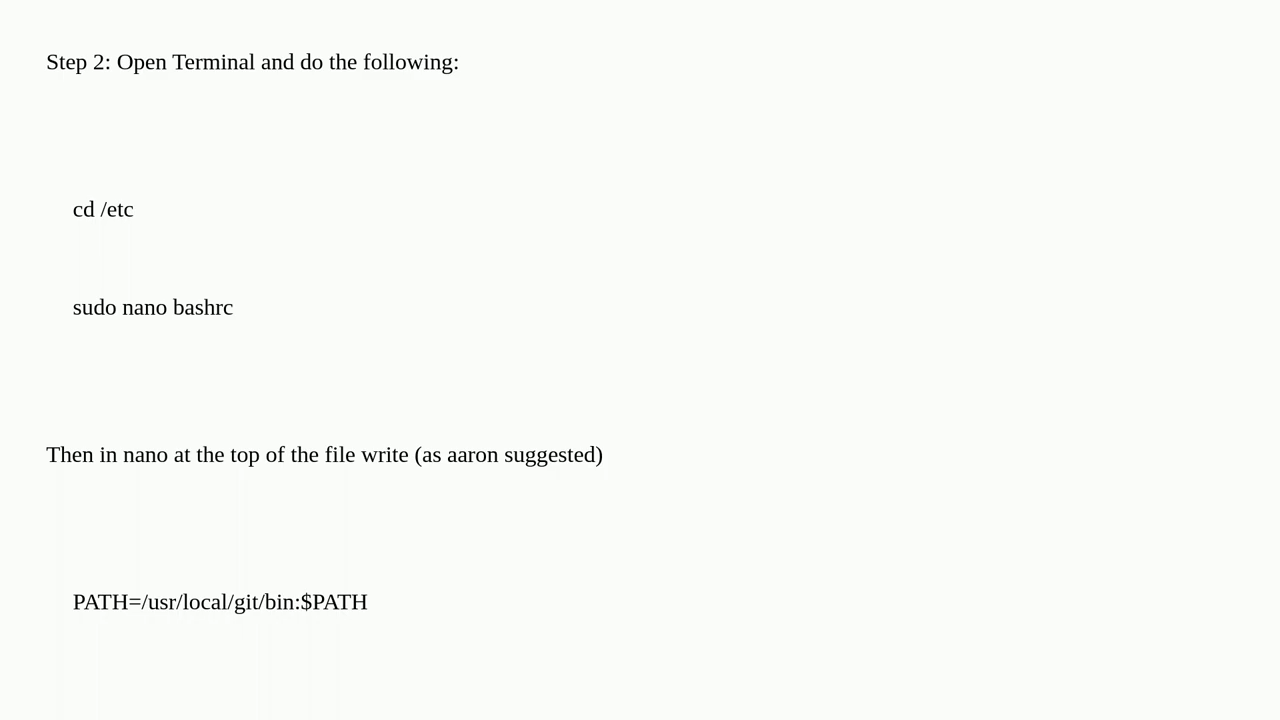 Step 2: Open Terminal and do the following:
cd /etc
sudo nano bashrc
Then in nano at the top of the file write (as aaron suggested)
PATH=/usr/local/git/bin:$PATH